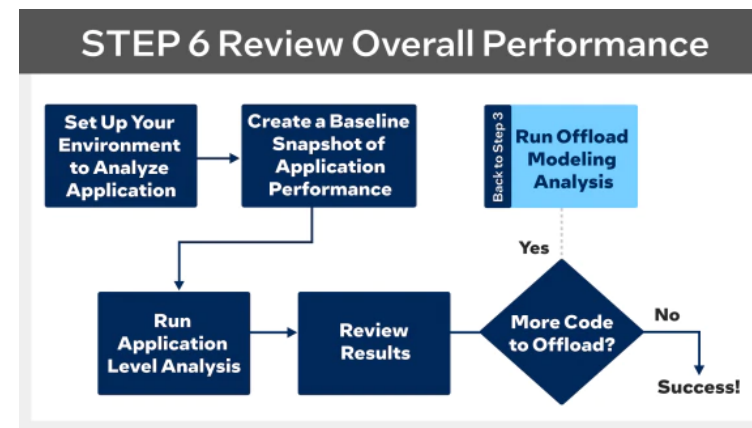 STEP 6 Review Overall Performance
Set Up Your
Environment
to Analyze
Application
Create a Baseline
Snapshot of
Application
Performance
Back to Step 3
Run Offload
Modeling
Analysis
Yes
Run
Application
Level Analysis
Review
Results
More Code
to Offload?
No
Success!